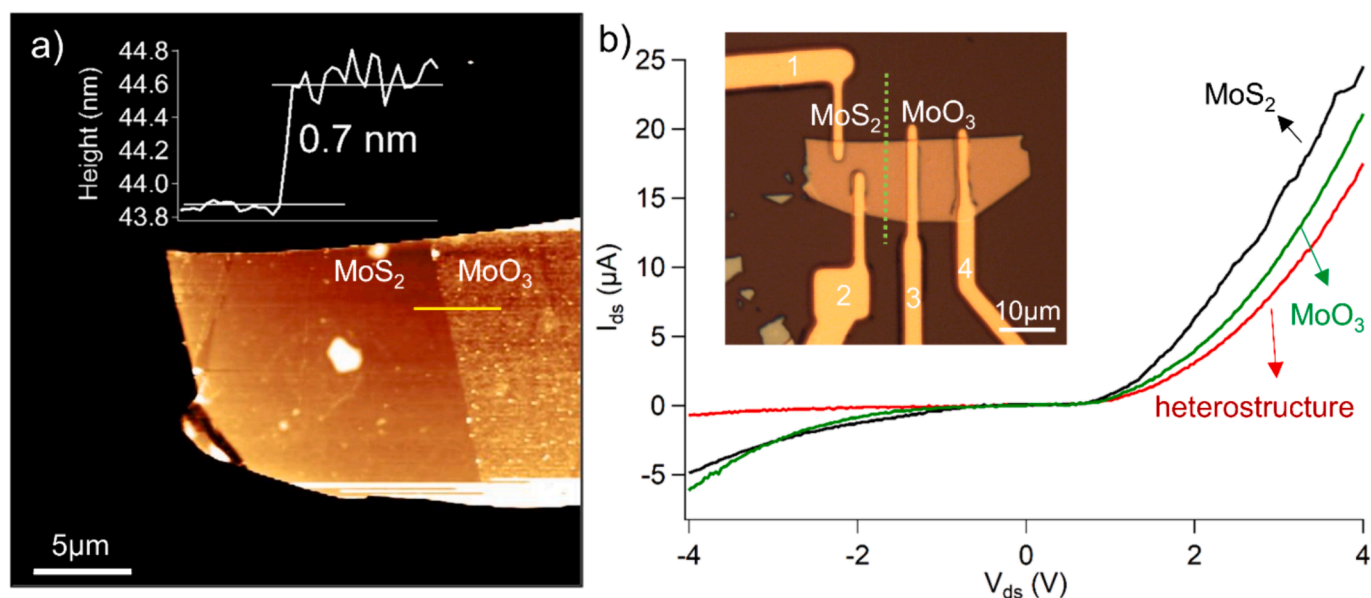 a)
Height (nm)
44.8
44.6
44.4
44.2
44.0
43.8
0.7 nm
MoS₂
MoO₃
5μm
b)
I_ds (μA)
25
20
15
10
5
0
-5
1
MoS₂
MoO₃
2
3
4
10μm
MoS₂
MoO₃
heterostructure
-4
-2
0
2
4
V_ds (V)